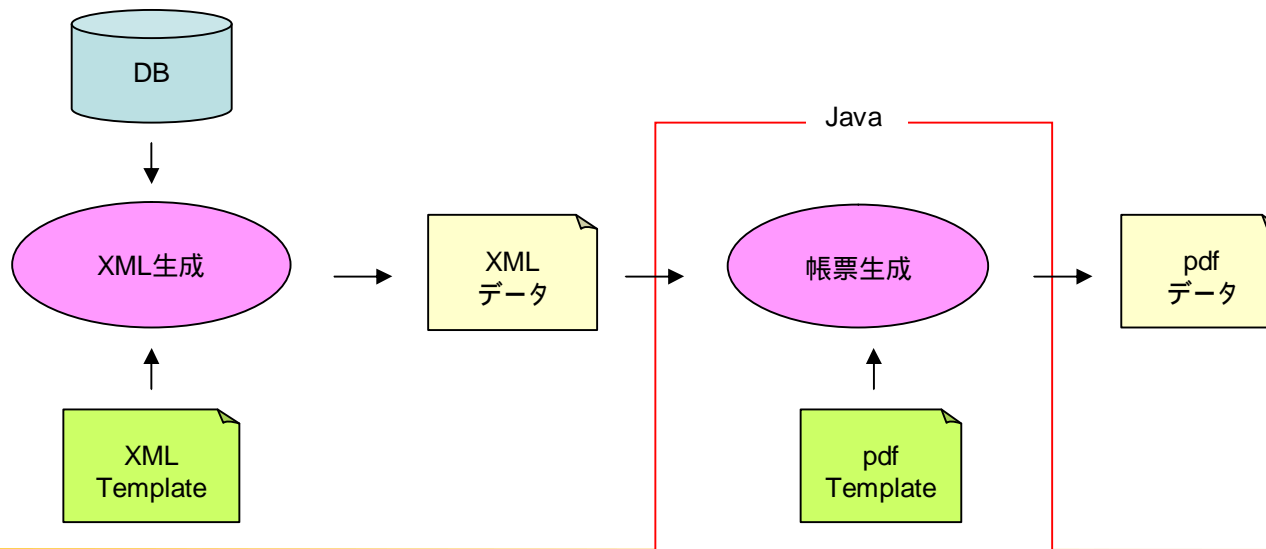 DB
Java
XML生成
XML
データ
帳票生成
pdf
データ
XML
Template
pdf
Template